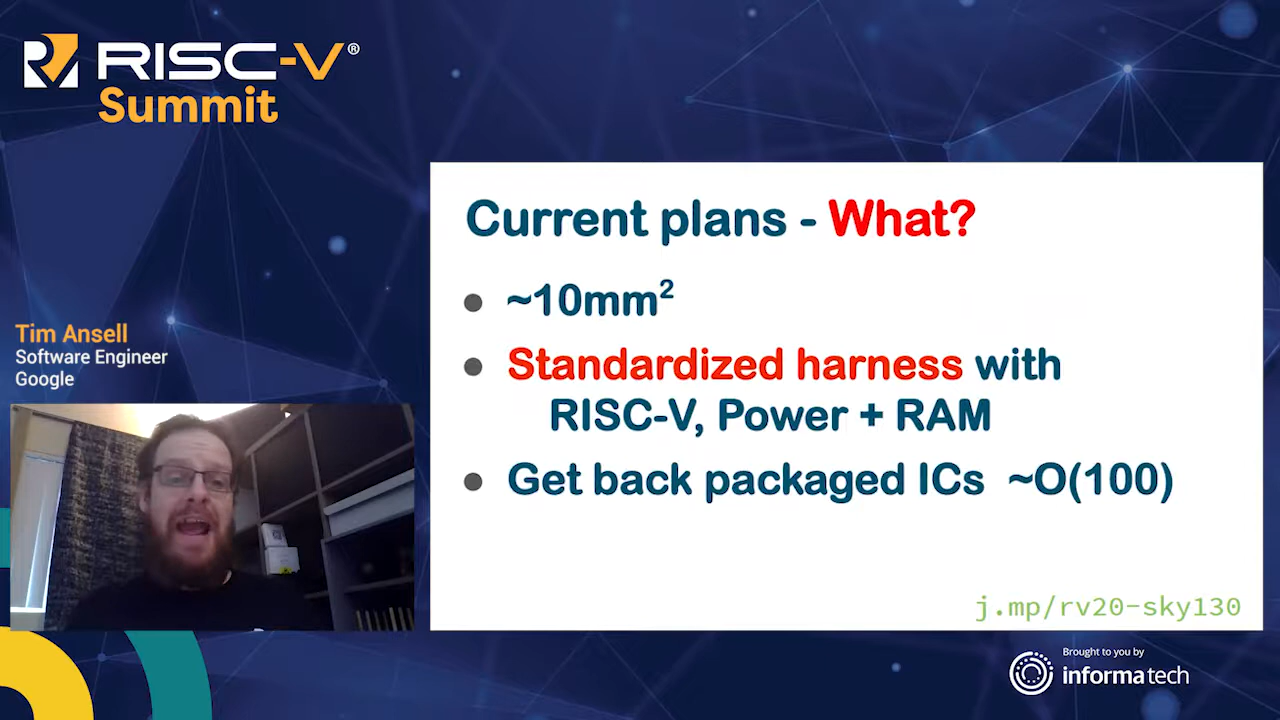 RISC-V®
Summit
Tim Ansell
Software Engineer
Google
Current plans - What?
● ~10mm²
● Standardized harness with
RISC-V, Power + RAM
● Get back packaged ICs ~O(100)
j.mp/rv20-sky130
Brought to you by
informatech